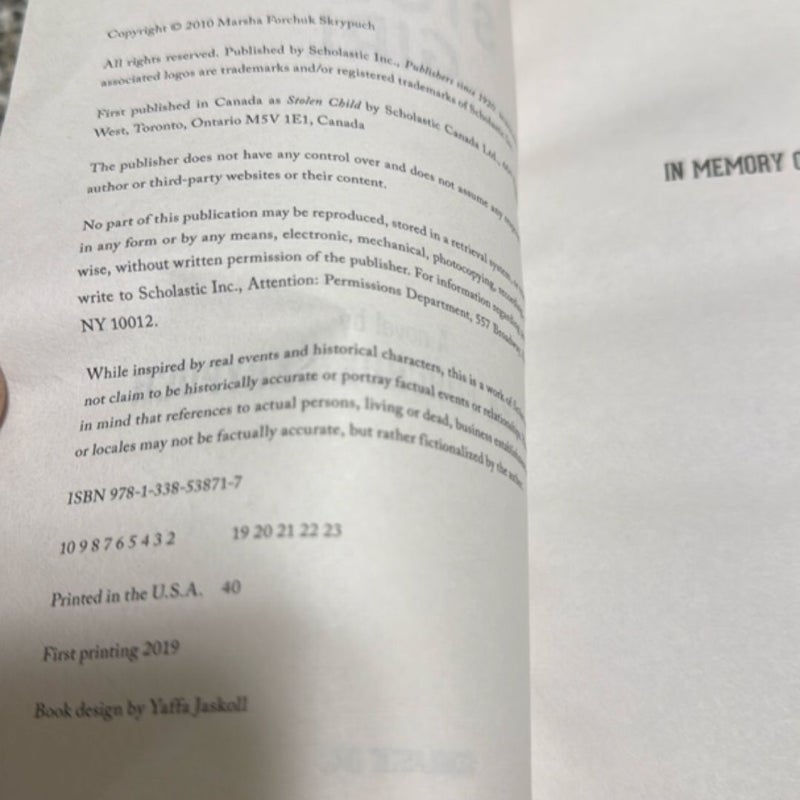 Copyright © 2010 Marsha Forchuk Skrypuch
All rights reserved. Published by Scholastic Inc., Publishers since 1920.
associated logos are trademarks and/or registered trademarks of Scholastic
First published in Canada as Stolen Child by Scholastic Canada Ltd.,
West, Toronto, Ontario M5V 1E1, Canada
The publisher does not have any control over and does not assume any
author or third-party websites or their content.
No part of this publication may be reproduced, stored in a retrieval system,
in any form or by any means, electronic, mechanical, photocopying, recording,
wise, without written permission of the publisher. For information regarding
write to Scholastic Inc., Attention: Permissions Department, 557 Broadway,
NY 10012.
While inspired by real events and historical characters, this is a work of
not claim to be historically accurate or portray factual events or relationships.
in mind that references to actual persons, living or dead, business
or locales may not be factually accurate, but rather fictionalized by the author.
ISBN 978-1-338-53871-7
10 9 8 7 6 5 4 3 2 19 20 21 22 23
Printed in the U.S.A. 40
First printing 2019
Book design by Yaffa Jaskoll
IN MEMORY